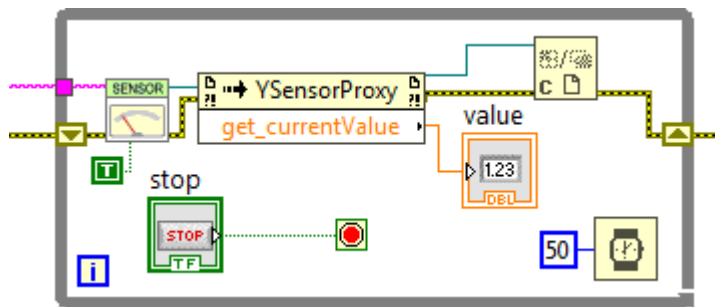 SENSOR
YSensorProxy
get_currentValue
value
1.23
DBL
T
stop
STOP
TF
i
50
C